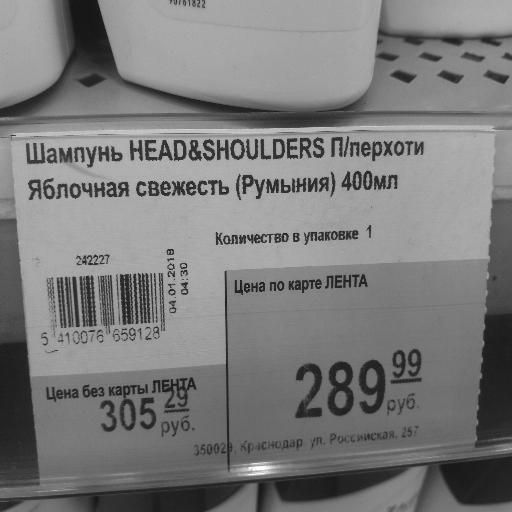 90761822
Шампунь HEAD&SHOULDERS П/перхоти
Яблочная свежесть (Румыния) 400мл
Количество в упаковке 1
242227
04.01.2018
04:30
5 410076 659128
Цена по карте ЛЕНТА
289 99
руб.
Цена без карты ЛЕНТА
305 29
руб.
350029, Краснодар, ул. Российская, 257